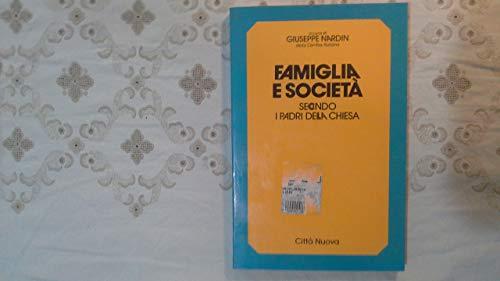 a cura di
GIUSEPPE NARDIN
FAMIGLIA
E SOCIETÀ
SECONDO
I PADRI DELLA CHIESA
Città Nuova